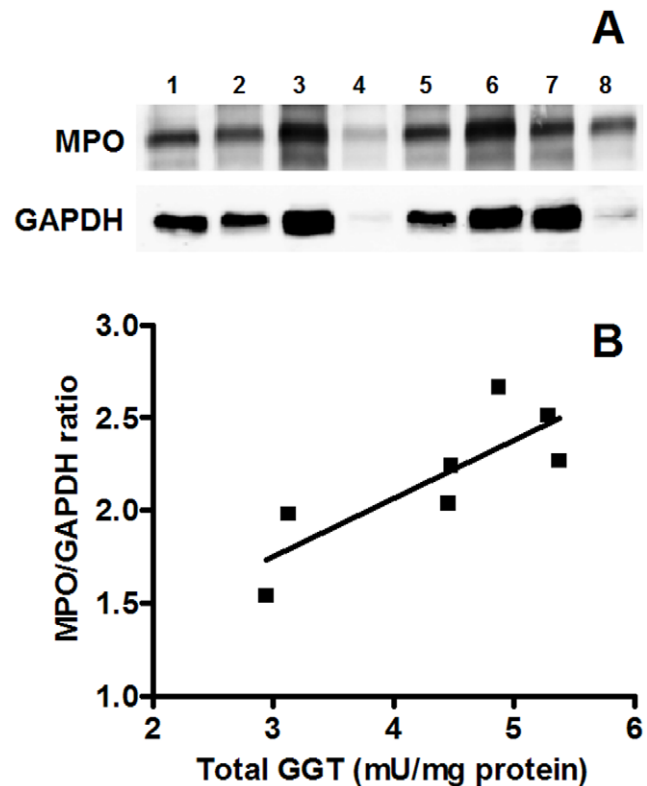 A
1 2 3 4 5 6 7 8
MPO
GAPDH
B
3.0
2.5
2.0
1.5
1.0
MPO/GAPDH ratio
2 3 4 5 6
Total GGT (mU/mg protein)